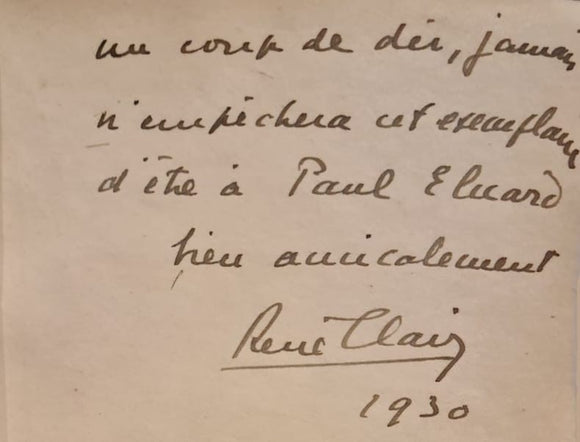 un coup de dés, jamais
n'empêchera cet exemplaire
d'être à Paul Eluard
bien amicalement
René Clair
1930